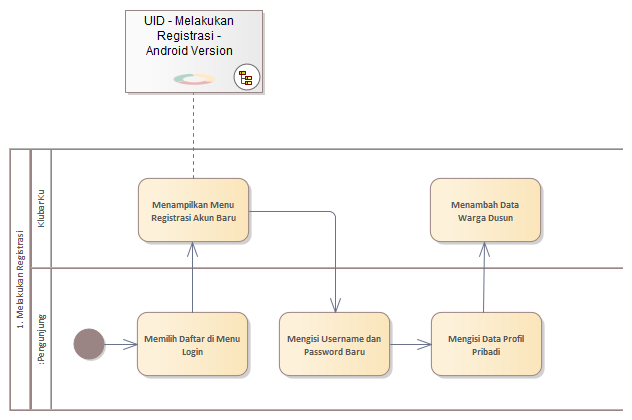 UID - Melakukan
Registrasi -
Android Version
1. Melakukan Registrasi
KlubarKu
Menampilkan Menu
Registrasi Akun Baru
Menambah Data
Warga Dusun
:Pengunjung
Memilih Daftar di Menu
Login
Mengisi Username dan
Password Baru
Mengisi Data Profil
Pribadi